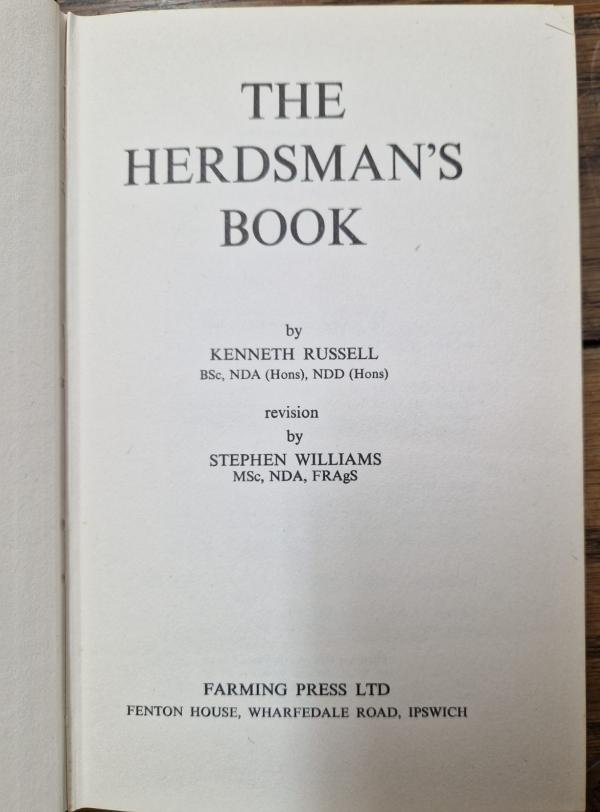 THE
HERDSMAN'S
BOOK
by
KENNETH RUSSELL
BSc, NDA (Hons), NDD (Hons)
revision
by
STEPHEN WILLIAMS
MSc, NDA, FRAgS
FARMING PRESS LTD
FENTON HOUSE, WHARFEDALE ROAD, IPSWICH